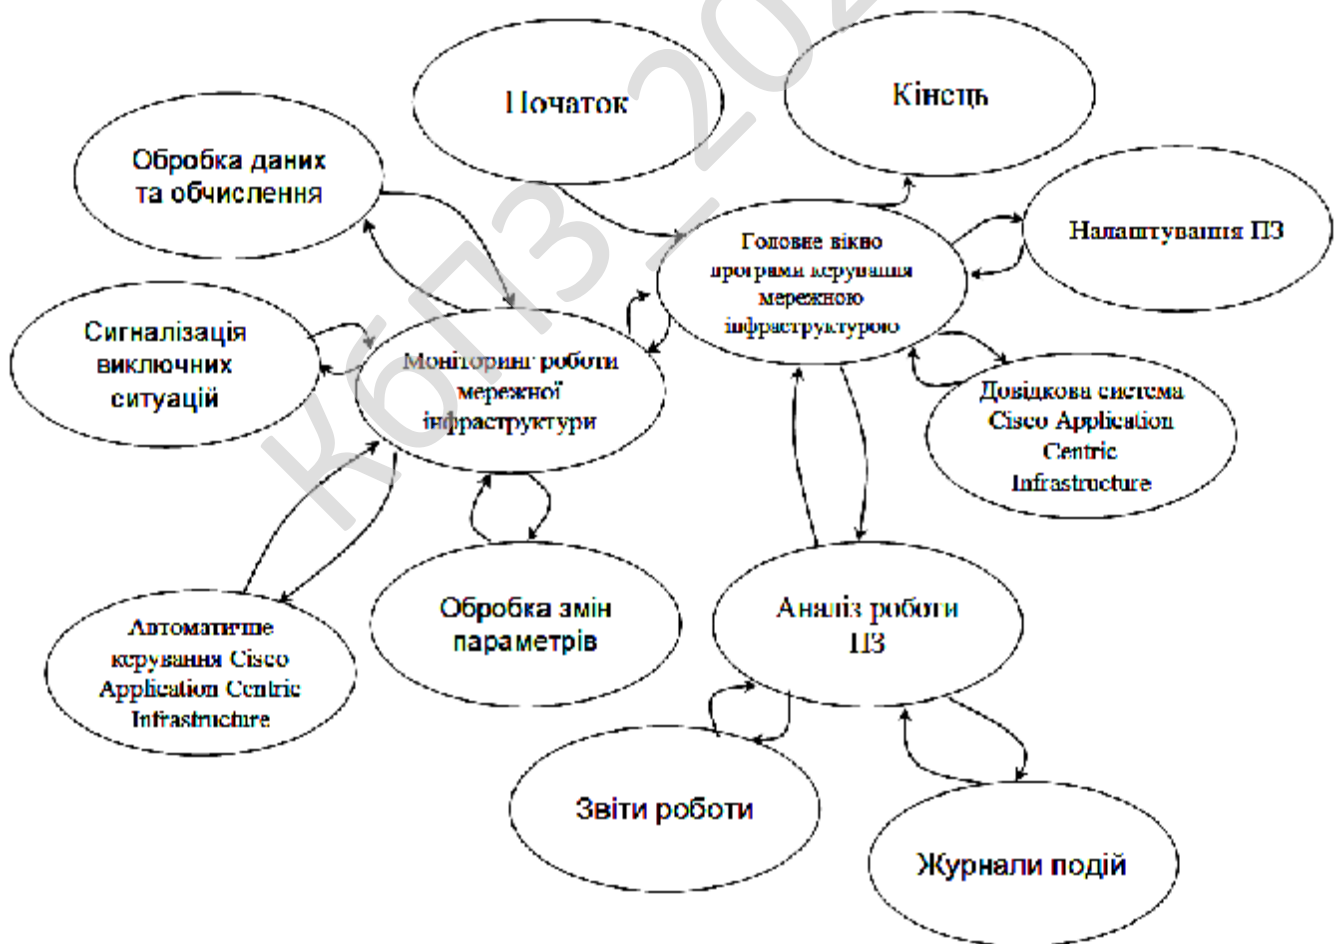 Початок
Кінець
Обробка даних
та обчислення
Головне вікно
програми керування
мережною
інфраструктурою
Налаштування ПЗ
Сигналізація
виключних
ситуацій
Моніторинг роботи
мережної
інфраструктури
Довідкова система
Cisco Application
Centric
Infrastructure
Автоматичне
керування Cisco
Application Centric
Infrastructure
Обробка змін
параметрів
Аналіз роботи
ПЗ
Звіти роботи
Журнали подій